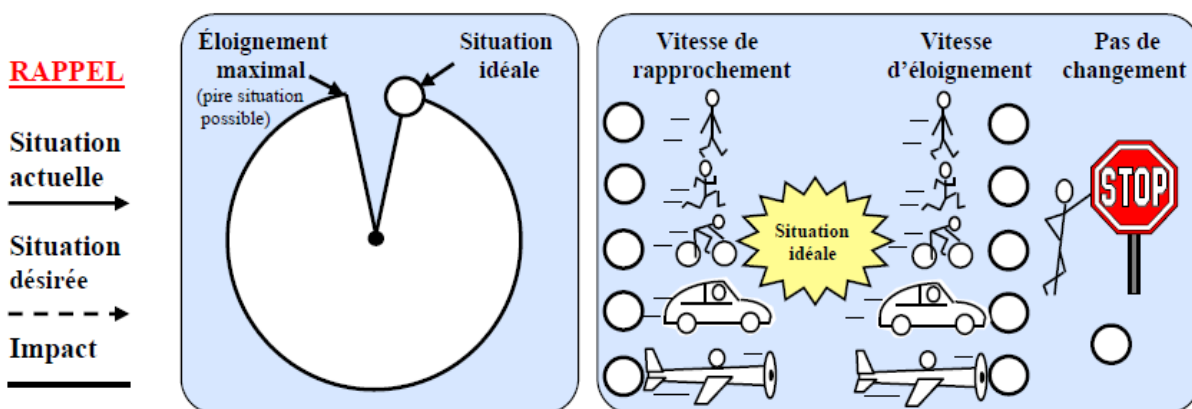 RAPPEL
Situation
actuelle
Situation
désirée
Impact
Éloignement
maximal
(pire situation
possible)
Situation
idéale
Vitesse de
rapprochement
Vitesse
d'éloignement
Pas de
changement
Situation
idéale
STOP